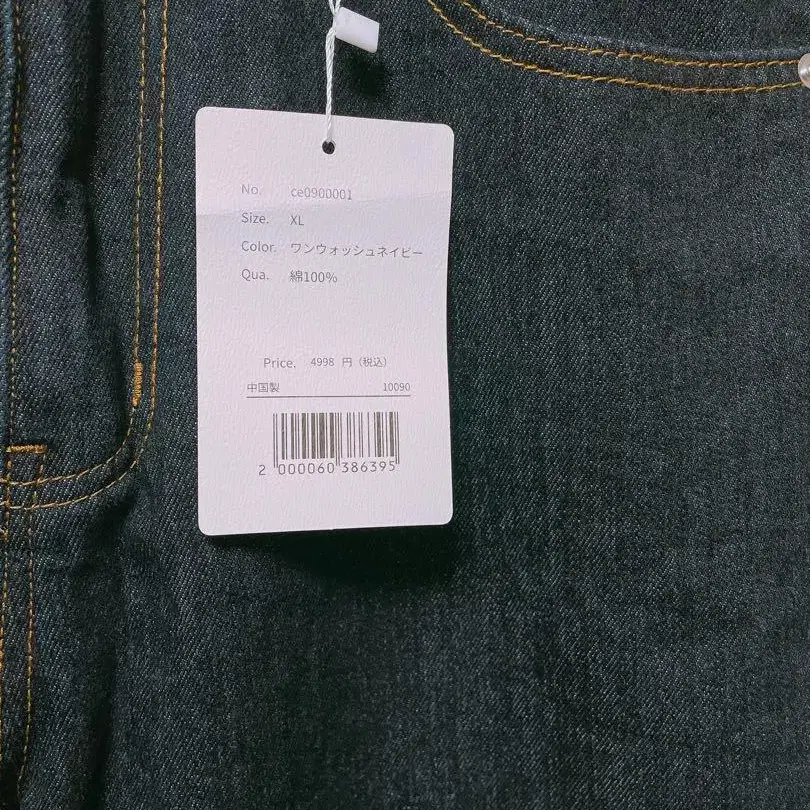 No. ce0900001
Size. XL
Color. ワンウォッシュネイビー
Qua. 綿100%
Price. 4998 円（税込）
中国製 10090
2 000060 386395